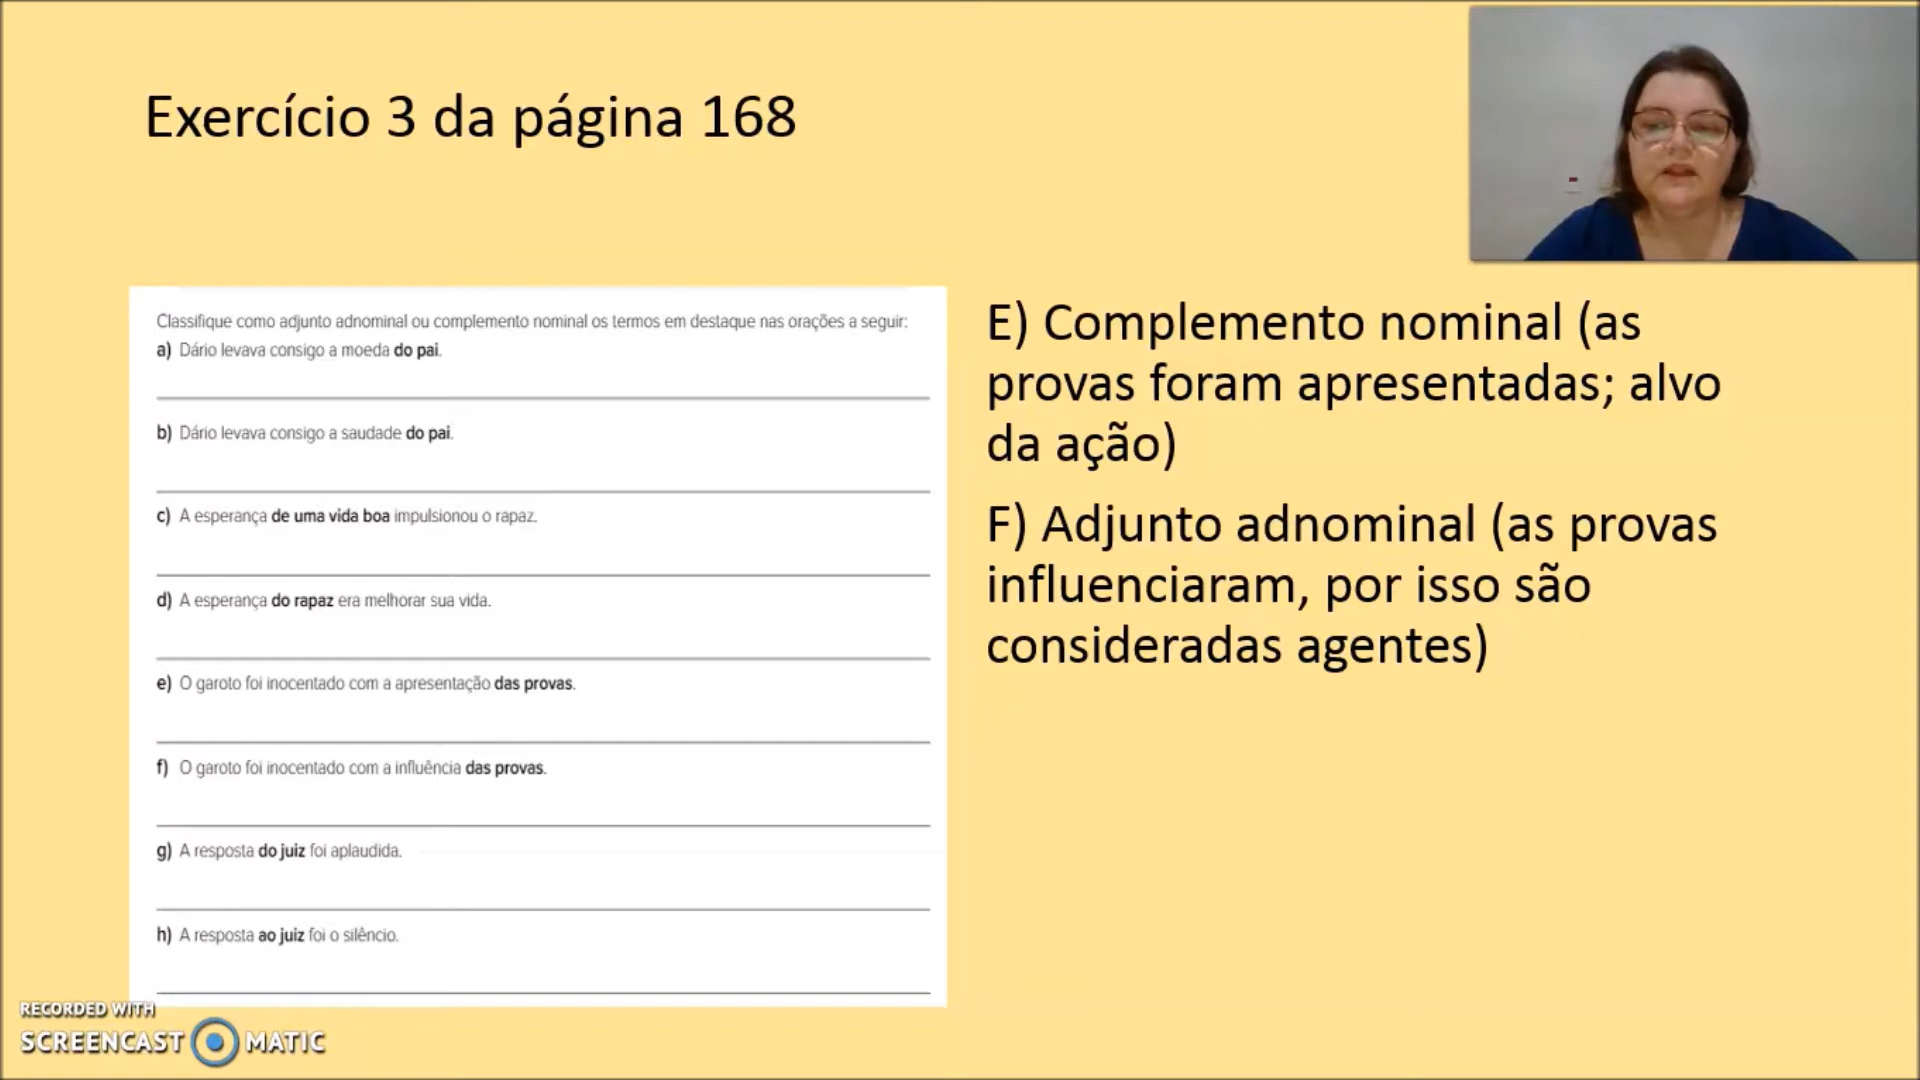 Exercício 3 da página 168
Classifique como adjunto adnominal ou complemento nominal os termos em destaque nas orações a seguir:
a) Dário levava consigo a moeda do pai.
b) Dário levava consigo a saudade do pai.
c) A esperança de uma vida boa impulsionou o rapaz.
d) A esperança do rapaz era melhorar sua vida.
e) O garoto foi inocentado com a apresentação das provas.
f) O garoto foi inocentado com a influência das provas.
g) A resposta do juiz foi aplaudida.
h) A resposta ao juiz foi o silêncio.
E) Complemento nominal (as
provas foram apresentadas; alvo
da ação)
F) Adjunto adnominal (as provas
influenciaram, por isso são
consideradas agentes)
RECORDED WITH
SCREENCAST MATIC